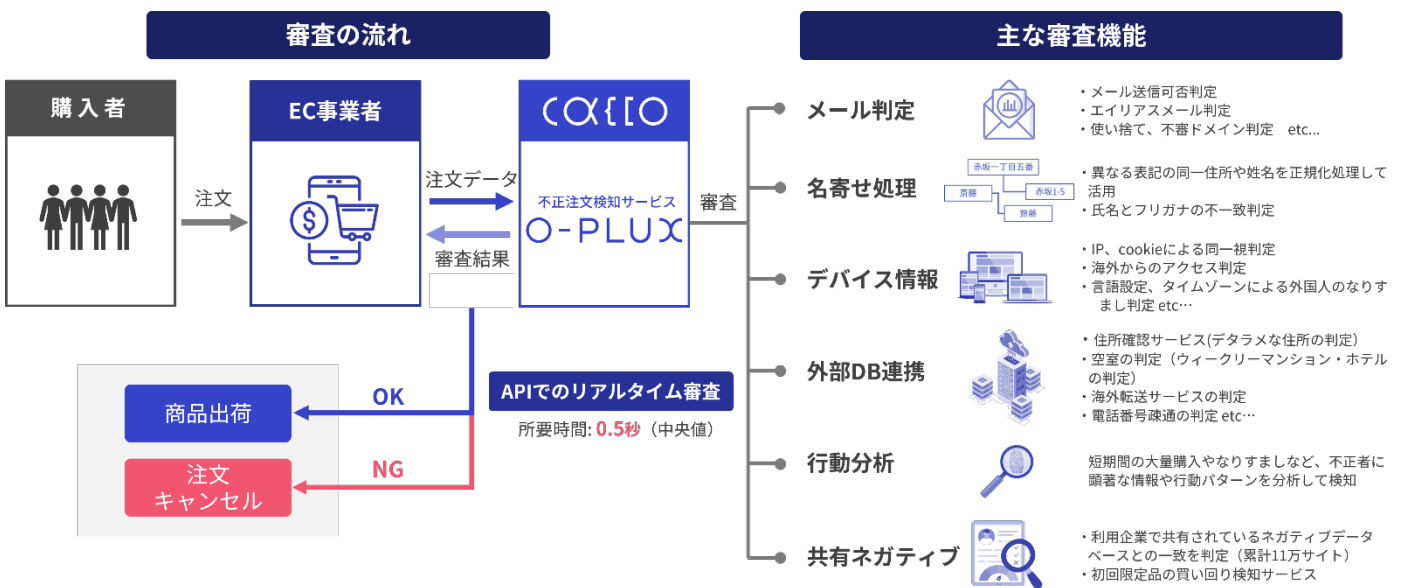 審査の流れ
購入者
注文
EC事業者
注文データ
審査結果
cacco
不正注文検知サービス
O-PLUX
審査
OK
NG
商品出荷
注文
キャンセル
APIでのリアルタイム審査
所要時間: 0.5秒（中央値）
主な審査機能
メール判定
・メール送信可否判定
・エイリアスメール判定
・使い捨て、不審ドメイン判定　etc...
名寄せ処理
赤坂一丁目五番
斎藤
赤坂1-5
齋藤
・異なる表記の同一住所や姓名を正規化処理して
活用
・氏名とフリガナの不一致判定
デバイス情報
・IP、cookieによる同一視判定
・海外からのアクセス判定
・言語設定、タイムゾーンによる外国人のなりす
まし判定 etc…
外部DB連携
・住所確認サービス(デタラメな住所の判定）
・空室の判定（ウィークリーマンション・ホテル
の判定）
・海外転送サービスの判定
・電話番号疎通の判定 etc…
行動分析
短期間の大量購入やなりすましなど、不正者に
顕著な情報や行動パターンを分析して検知
共有ネガティブ
・利用企業で共有されているネガティブデータ
ベースとの一致を判定（累計11万サイト）
・初回限定品の買い回り検知サービス